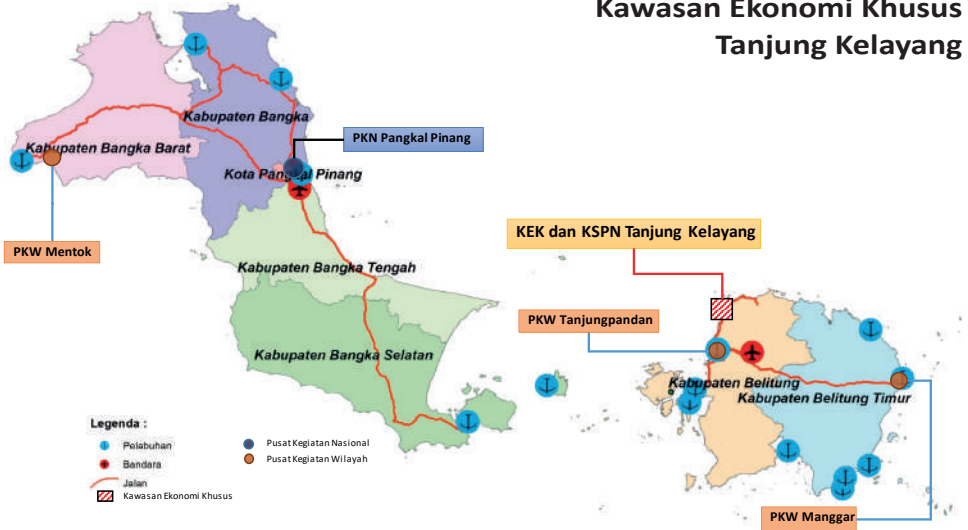 Kawasan Ekonomi Khusus
Tanjung Kelayang
Kabupaten Bangka
PKN Pangkal Pinang
Kabupaten Bangka Barat
Kota Pangkal Pinang
PKW Mentok
KEK dan KSPN Tanjung Kelayang
Kabupaten Bangka Tengah
PKW Tanjungpandan
Kabupaten Bangka Selatan
Kabupaten Belitung
Kabupaten Belitung Timur
Legenda :
Pelabuhan
Bandara
Jalan
Kawasan Ekonomi Khusus
Pusat Kegiatan Nasional
Pusat Kegiatan Wilayah
PKW Manggar